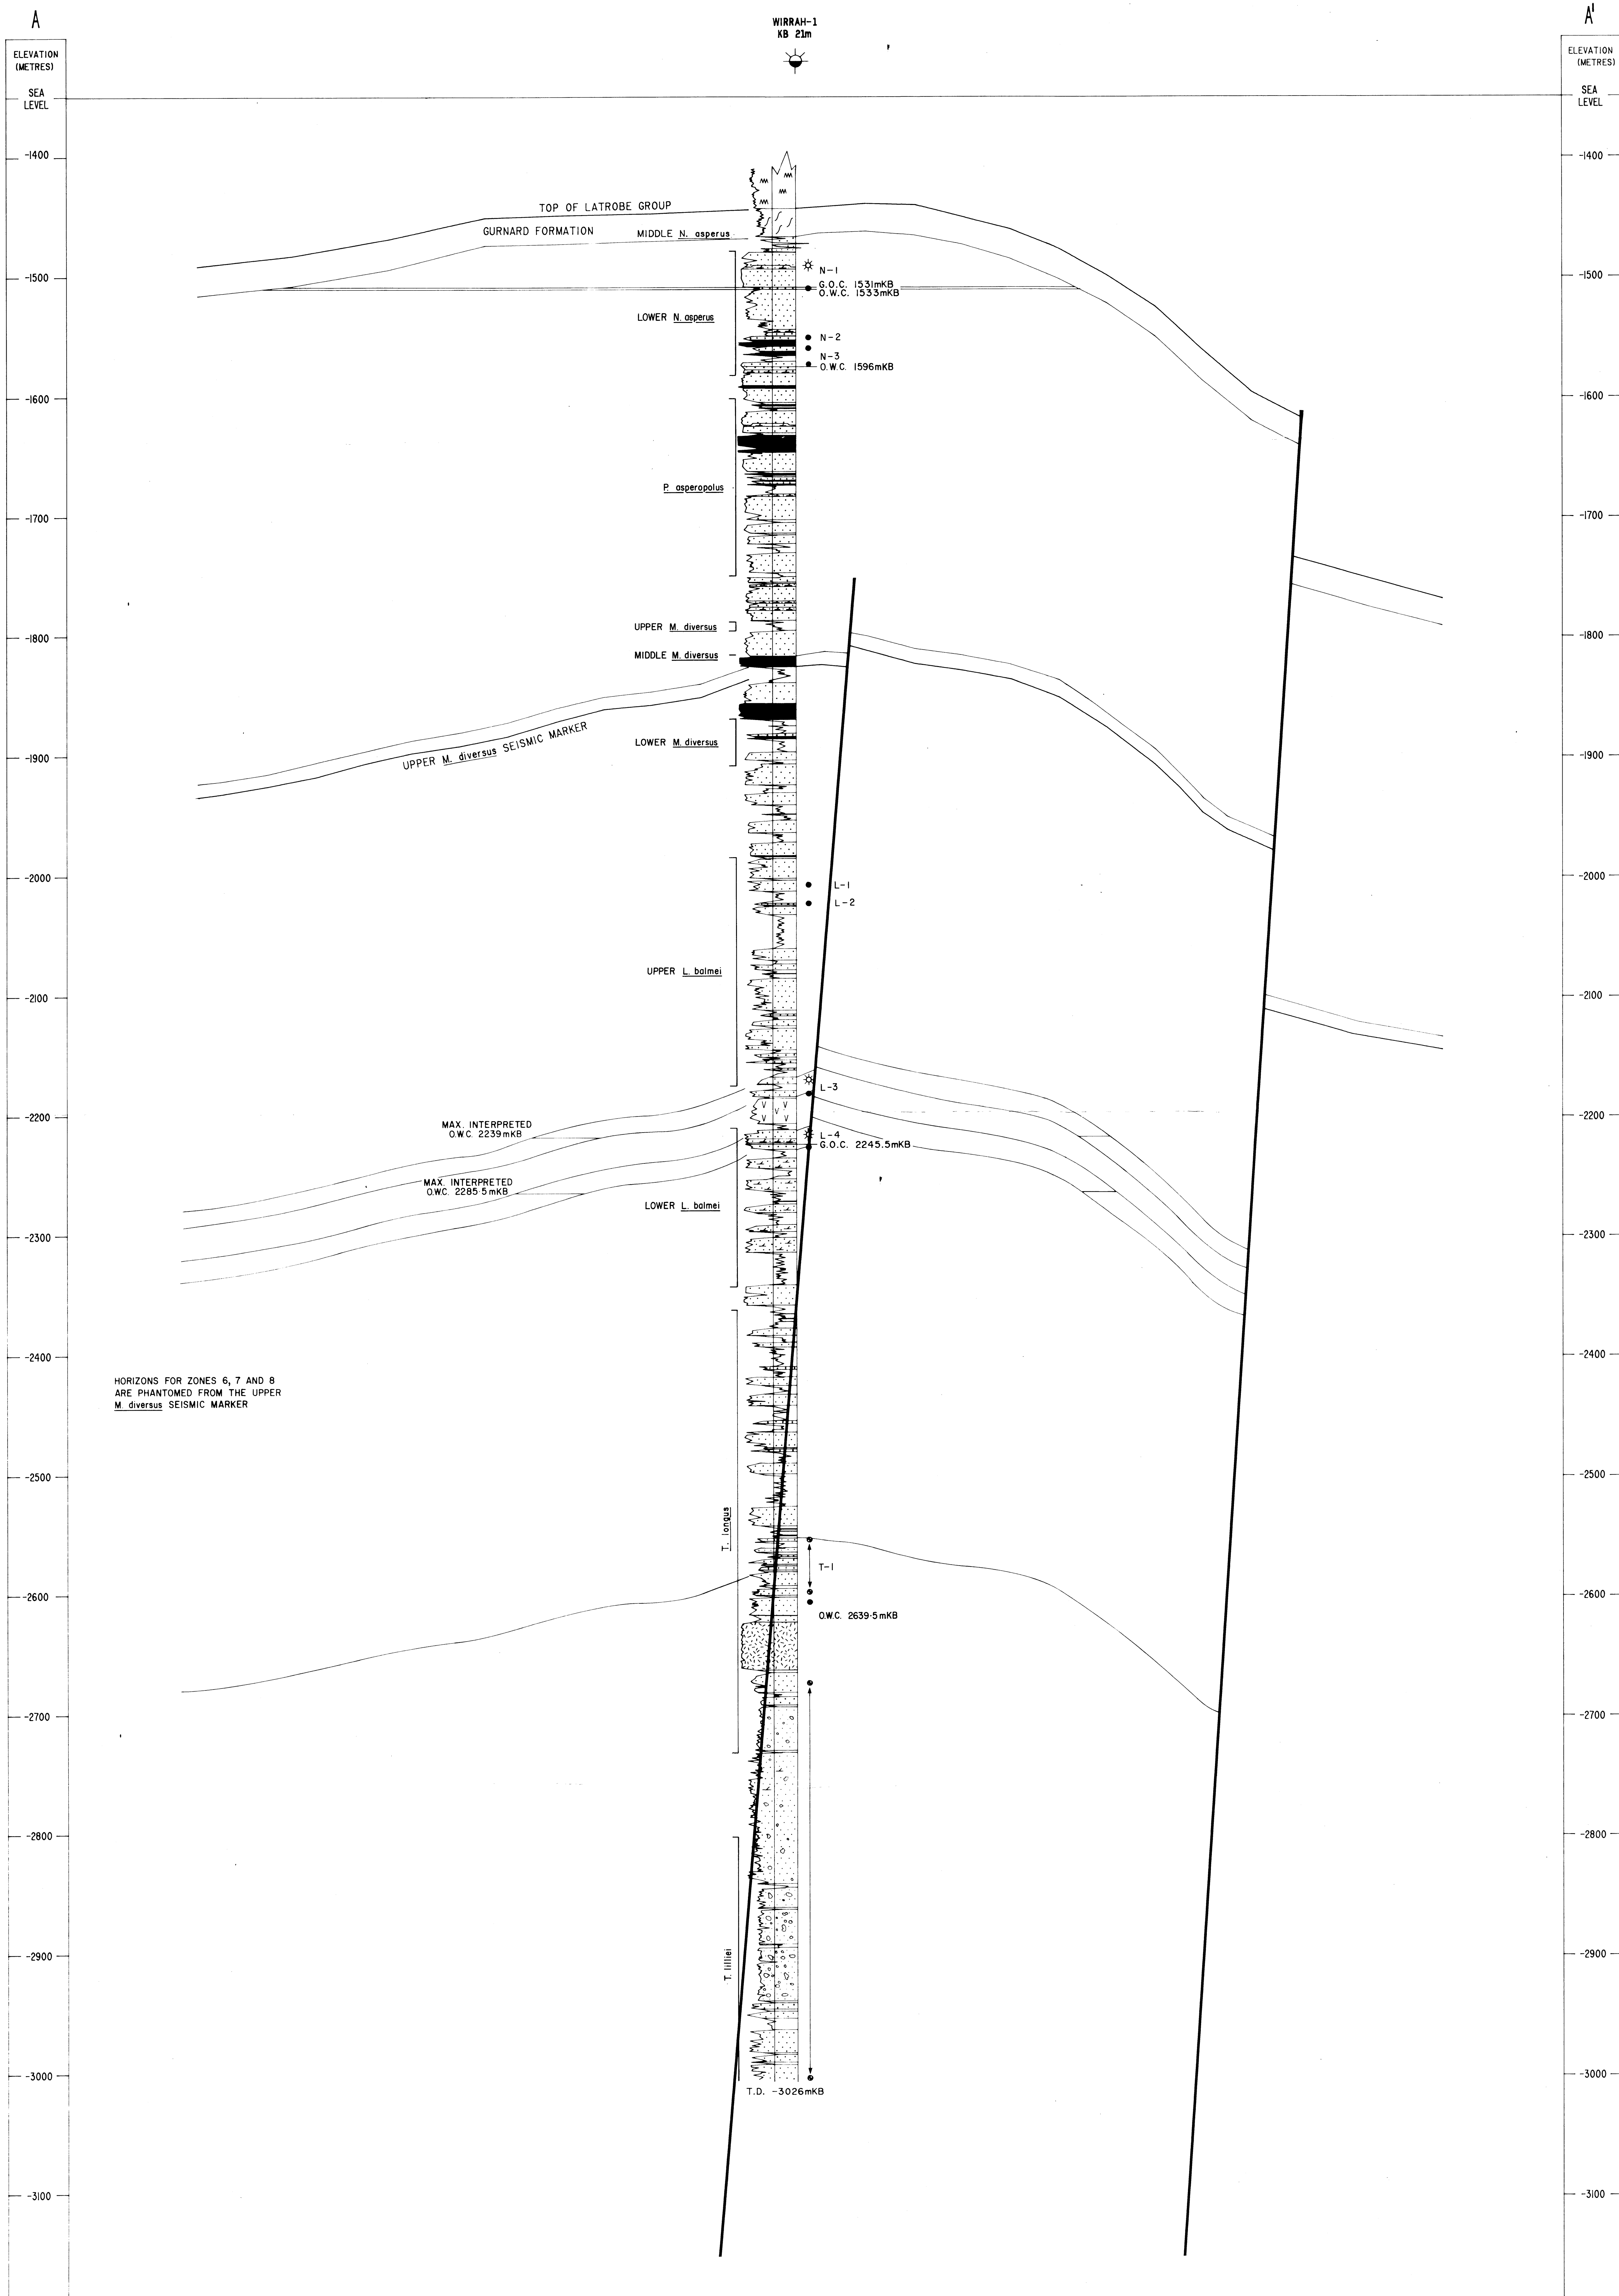 A
A'
WIRRAH-1
KB 21m
ELEVATION
(METRES)
ELEVATION
(METRES)
SEA
LEVEL
SEA
LEVEL
-1400
-1400
TOP OF LATROBE GROUP
GURNARD FORMATION
MIDDLE N. asperus
N-1
-1500
-1500
G.O.C. 1531mKB
O.W.C. 1533mKB
LOWER N. asperus
N-2
N-3
O.W.C. 1596mKB
-1600
-1600
P. asperopolus
-1700
-1700
UPPER M. diversus
-1800
-1800
MIDDLE M. diversus
UPPER M. diversus SEISMIC MARKER
LOWER M. diversus
-1900
-1900
-2000
-2000
L-1
L-2
UPPER L. balmei
-2100
-2100
L-3
-2200
-2200
MAX. INTERPRETED
O.W.C. 2239mKB
L-4
G.O.C. 2245.5mKB
MAX. INTERPRETED
O.W.C. 2285.5mKB
LOWER L. balmei
-2300
-2300
-2400
-2400
HORIZONS FOR ZONES 6, 7 AND 8
ARE PHANTOMED FROM THE UPPER
M. diversus SEISMIC MARKER
-2500
-2500
T. longus
T-1
-2600
-2600
O.W.C. 2639.5mKB
-2700
-2700
-2800
-2800
T. lilliei
-2900
-2900
-3000
-3000
T.D. -3026mKB
-3100
-3100